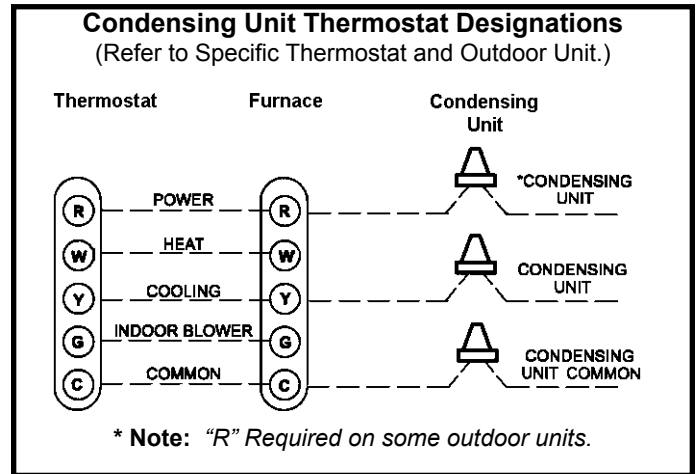 Condensing Unit Thermostat Designations
(Refer to Specific Thermostat and Outdoor Unit.)
Thermostat Furnace Condensing
Unit
R POWER R *CONDENSING
UNIT
W HEAT W
Y COOLING Y CONDENSING
UNIT
G INDOOR BLOWER G
C COMMON C CONDENSING
UNIT COMMON
* Note: "R" Required on some outdoor units.